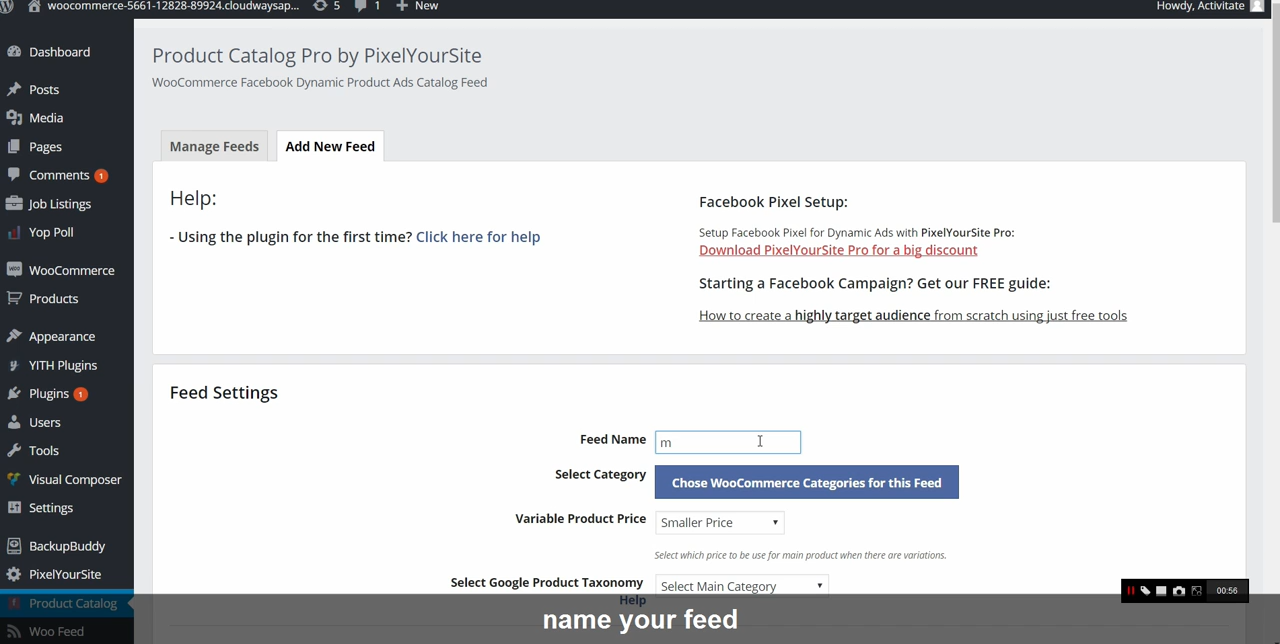 woocommerce-5661-12828-89924.cloudwaysap... 5 1 New Howdy, Activitate
Dashboard
Posts
Media
Pages
Comments 1
Job Listings
Yop Poll
WooCommerce
Products
Appearance
YITH Plugins
Plugins 1
Users
Tools
Visual Composer
Settings
BackupBuddy
PixelYourSite
Product Catalog
Woo Feed
Product Catalog Pro by PixelYourSite
WooCommerce Facebook Dynamic Product Ads Catalog Feed
Manage Feeds Add New Feed
Help:
- Using the plugin for the first time? Click here for help
Facebook Pixel Setup:
Setup Facebook Pixel for Dynamic Ads with PixelYourSite Pro:
Download PixelYourSite Pro for a big discount
Starting a Facebook Campaign? Get our FREE guide:
How to create a highly target audience from scratch using just free tools
Feed Settings
Feed Name m
Select Category Chose WooCommerce Categories for this Feed
Variable Product Price Smaller Price
Select which price to be use for main product when there are variations.
Select Google Product Taxonomy Select Main Category
Help
00:56
name your feed